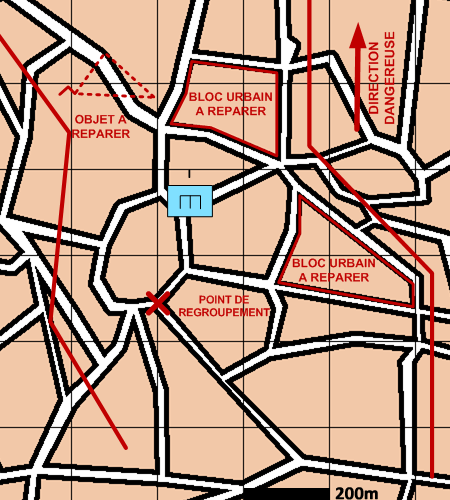 DIRECTION
DANGEREUSE
BLOC URBAIN
A REPARER
OBJET A
REPARER
BLOC URBAIN
A REPARER
POINT DE
REGROUPEMENT
200m